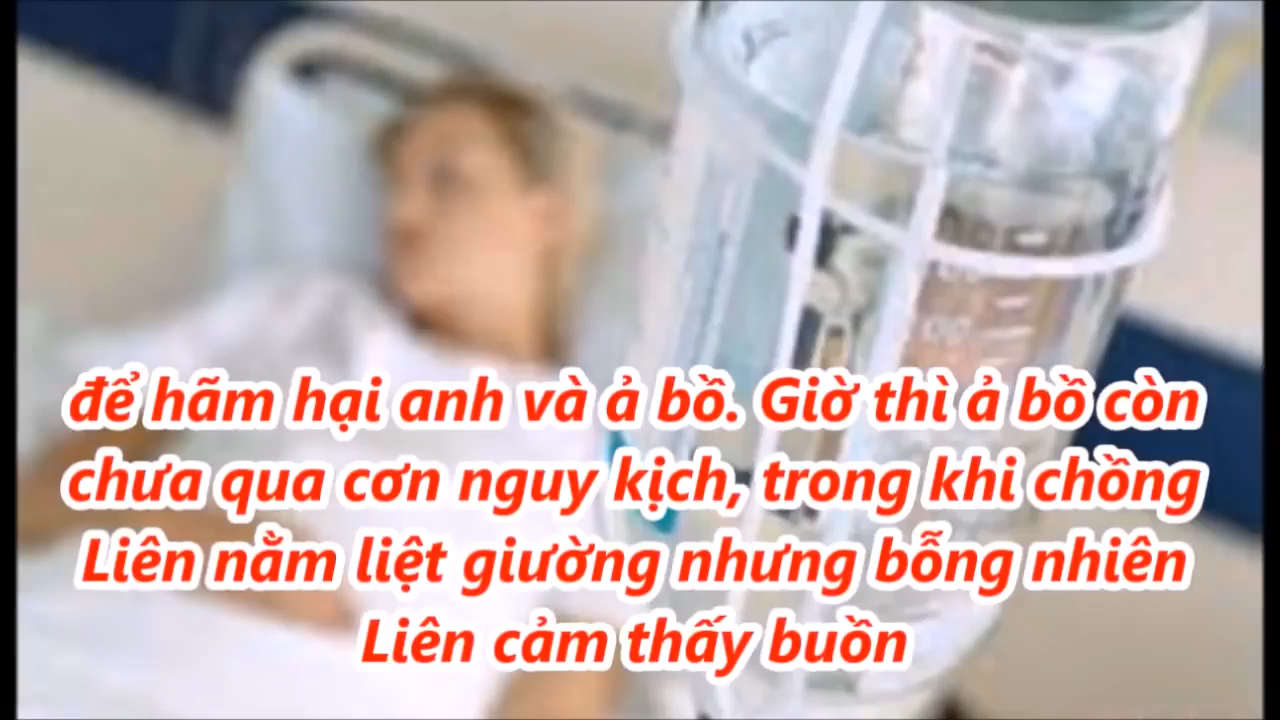 để hãm hại anh và ả bồ. Giờ thì ả bồ còn
chưa qua cơn nguy kịch, trong khi chồng
Liên nằm liệt giường nhưng bỗng nhiên
Liên cảm thấy buồn